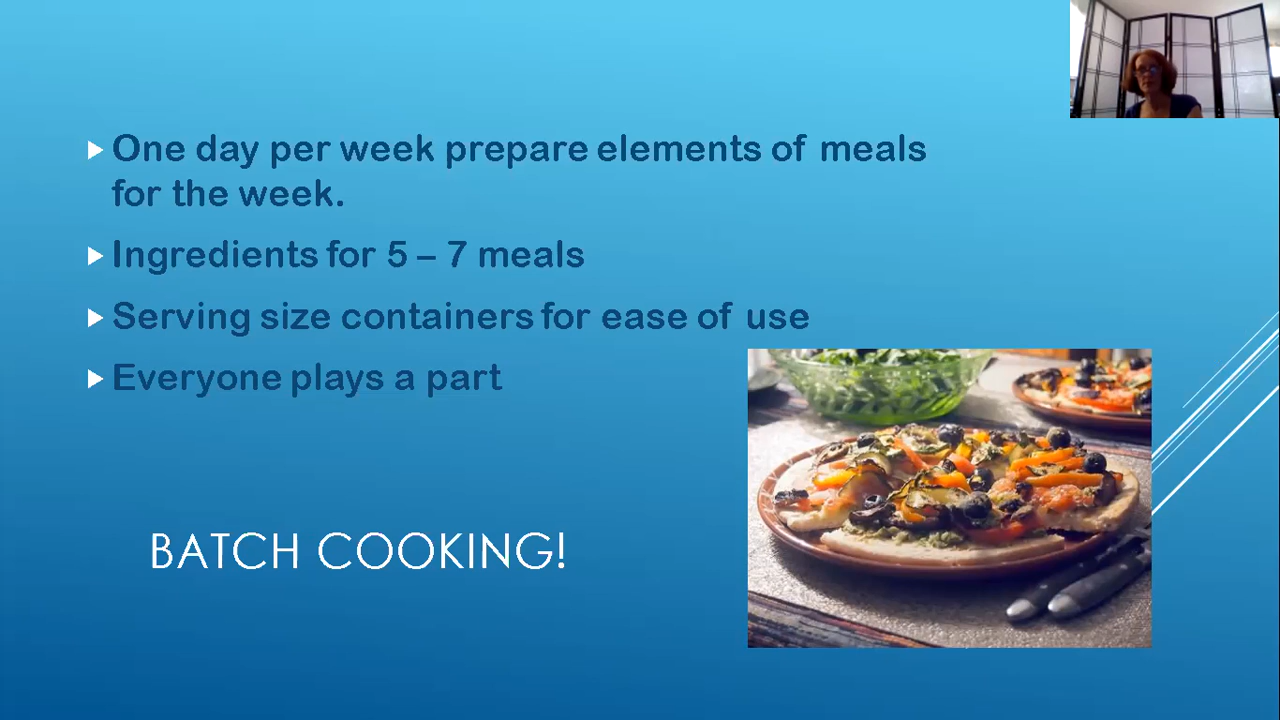 One day per week prepare elements of meals
for the week.
Ingredients for 5 – 7 meals
Serving size containers for ease of use
Everyone plays a part
BATCH COOKING!